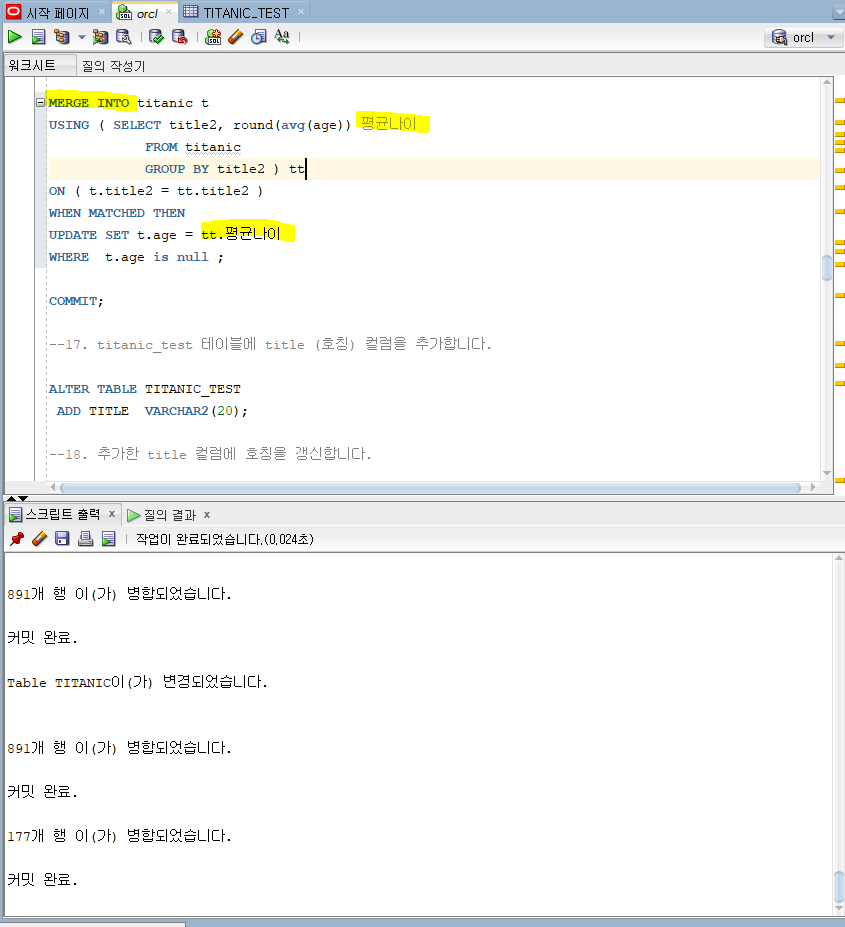 시작 페이지 orcl TITANIC_TEST
orcl
워크시트 질의 작성기
MERGE INTO titanic t
USING ( SELECT title2, round(avg(age)) 평균나이
FROM titanic
GROUP BY title2 ) tt
ON ( t.title2 = tt.title2 )
WHEN MATCHED THEN
UPDATE SET t.age = tt.평균나이
WHERE  t.age is null ;
COMMIT;
--17. titanic_test 테이블에 title (호칭) 컬럼을 추가합니다.
ALTER TABLE TITANIC_TEST
ADD TITLE  VARCHAR2(20);
--18. 추가한 title 컬럼에 호칭을 갱신합니다.
스크립트 출력 x 질의 결과 x
작업이 완료되었습니다.(0.024초)
891개 행 이(가) 병합되었습니다.
커밋 완료.
Table TITANIC이(가) 변경되었습니다.
891개 행 이(가) 병합되었습니다.
커밋 완료.
177개 행 이(가) 병합되었습니다.
커밋 완료.